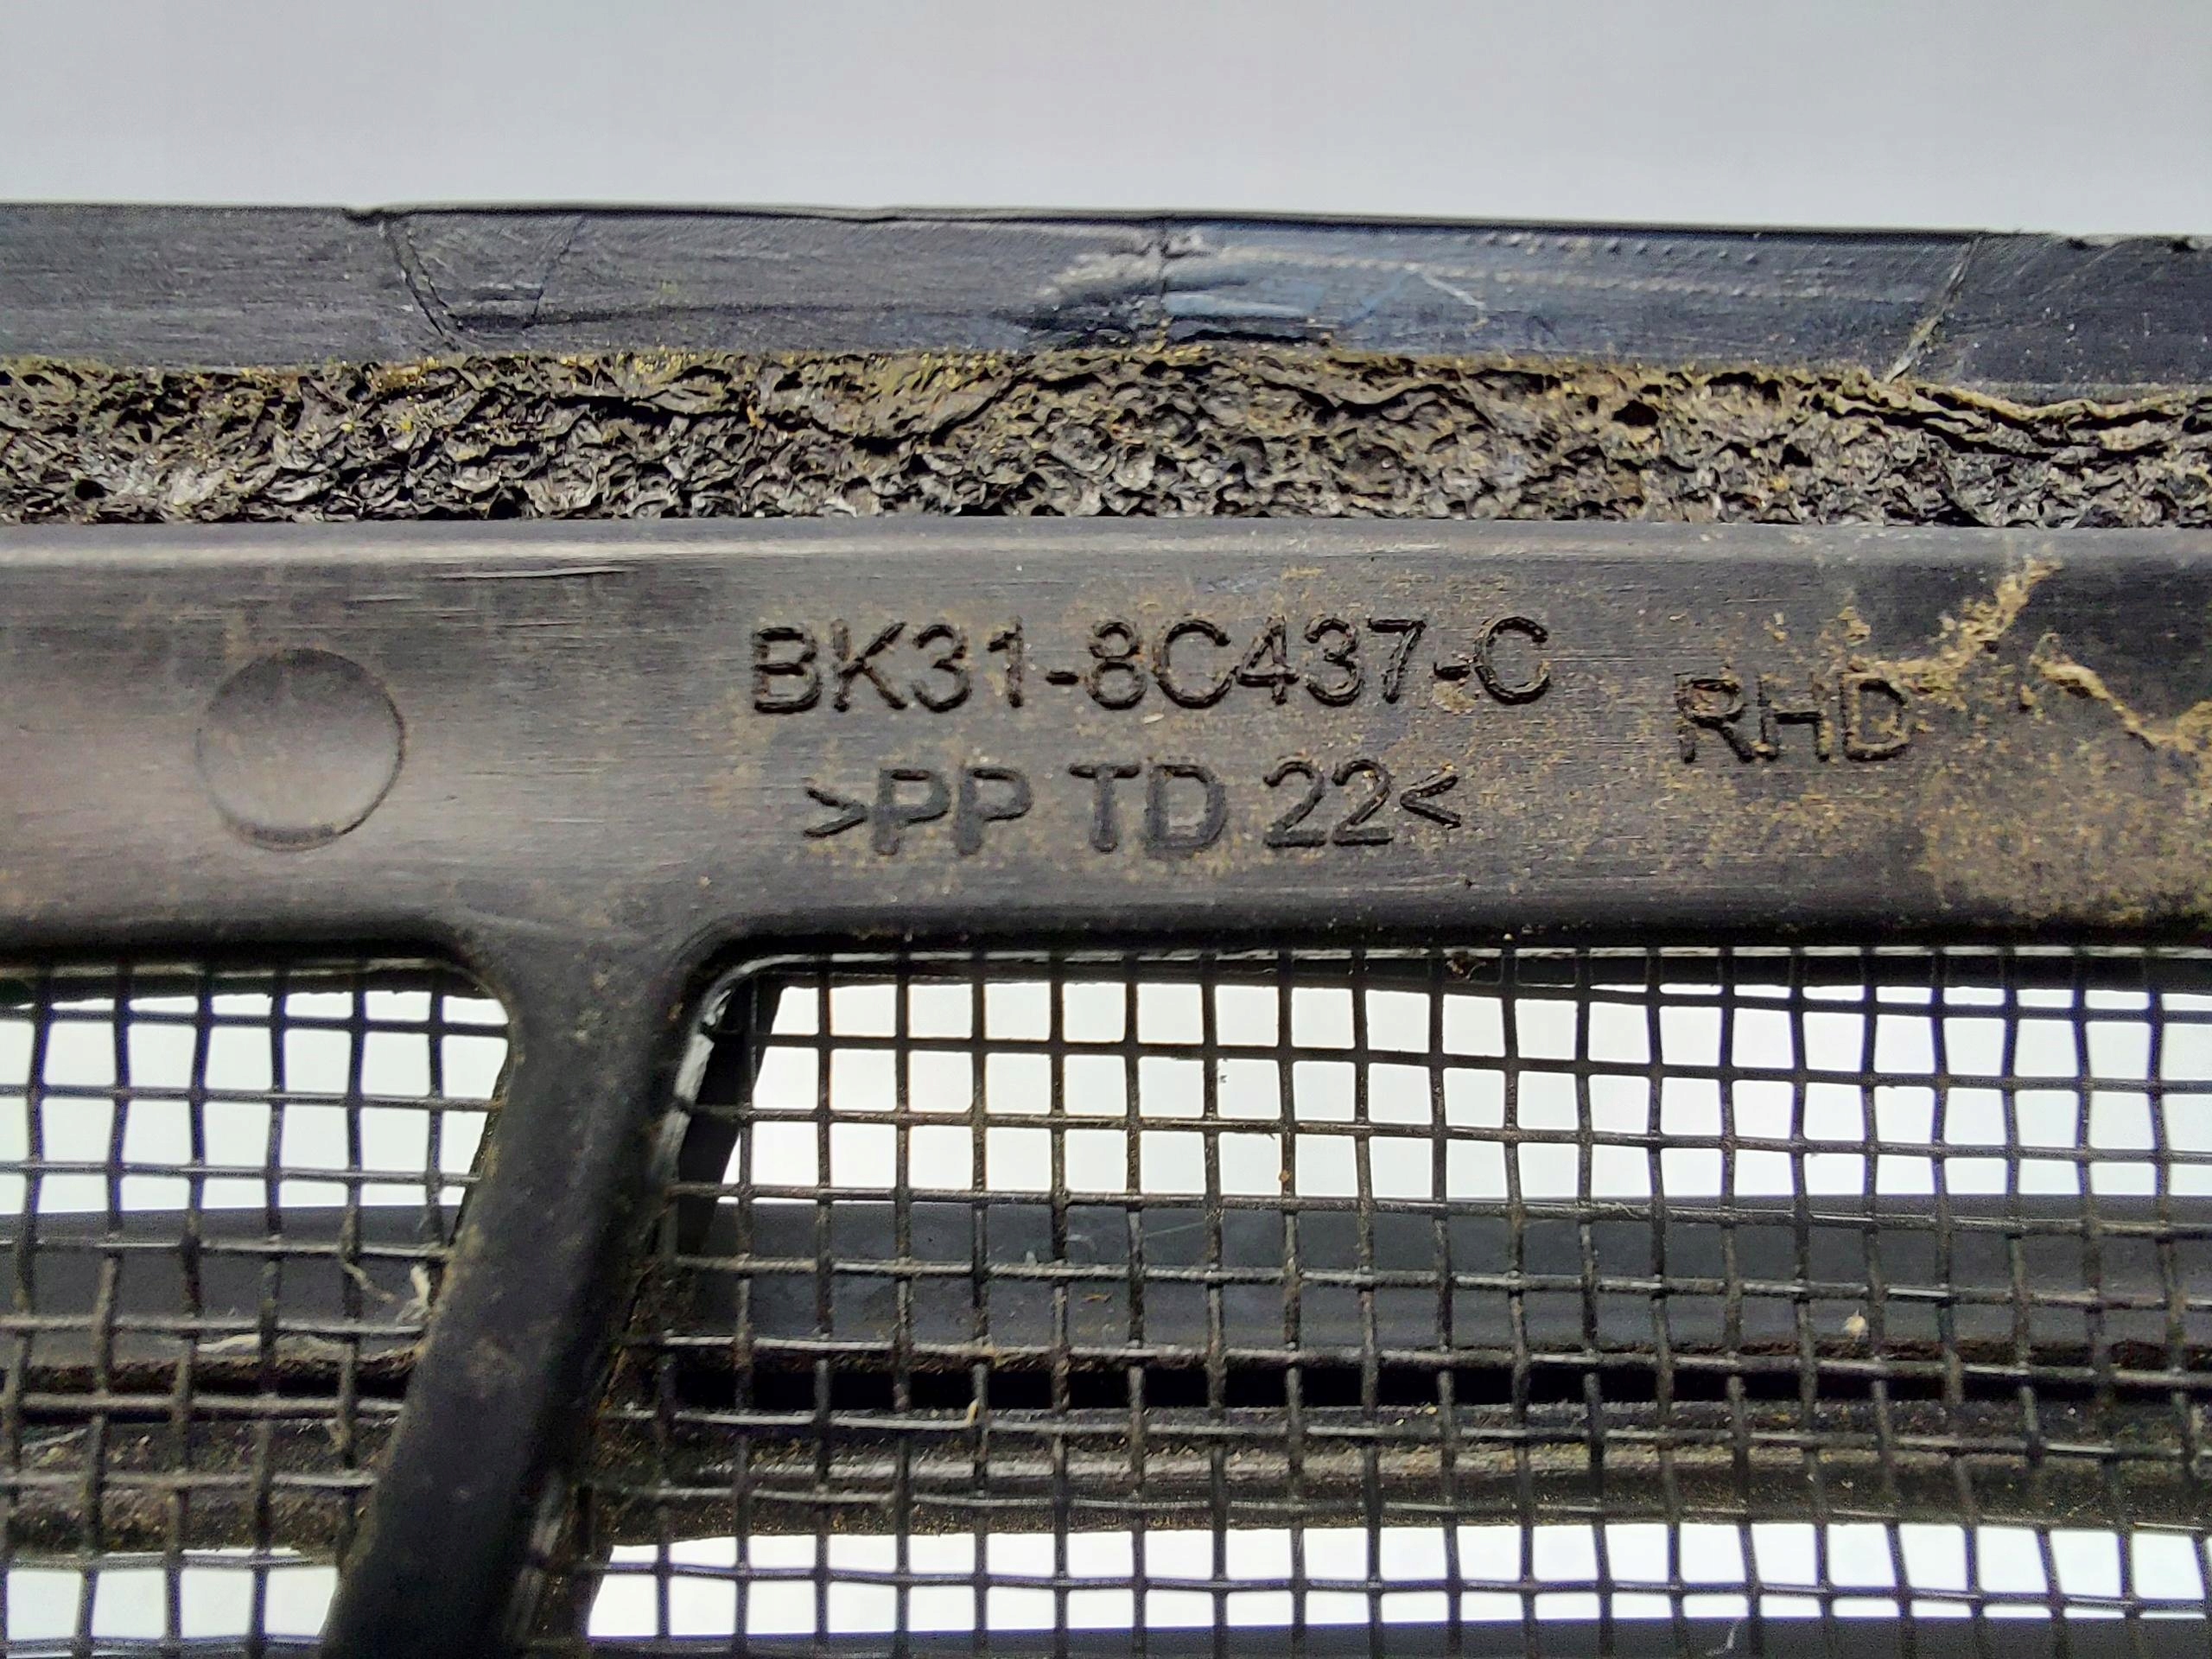 BK31-8C437-C
RHD
>PP TD 22<